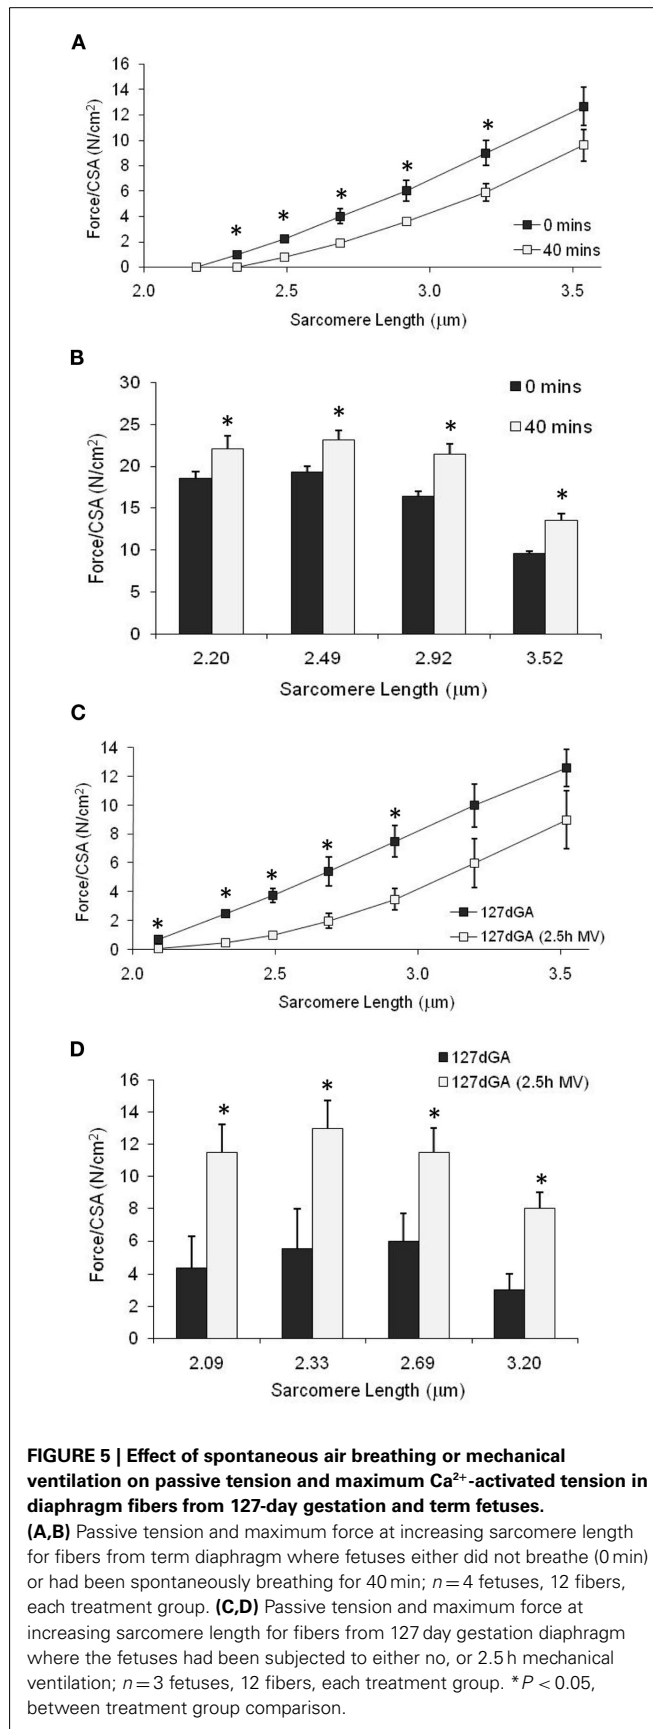 A
16
14
12
10
8
6
4
2
0
Force/CSA (N/cm²)
* * * * * *
0 mins
40 mins
2.0 2.5 3.0 3.5
Sarcomere Length (µm)
B
30
25
20
15
10
5
0
Force/CSA (N/cm²)
0 mins
40 mins
* * * *
2.20 2.49 2.92 3.52
Sarcomere Length (µm)
C
14
12
10
8
6
4
2
0
Force/CSA (N/cm²)
* * * * *
127dGA
127dGA (2.5h MV)
2.0 2.5 3.0 3.5
Sarcomere Length (µm)
D
127dGA
127dGA (2.5h MV)
16
14
12
10
8
6
4
2
0
Force/CSA (N/cm²)
* * * *
2.09 2.33 2.69 3.20
Sarcomere Length (µm)
FIGURE 5 | Effect of spontaneous air breathing or mechanical
ventilation on passive tension and maximum Ca²⁺-activated tension in
diaphragm fibers from 127-day gestation and term fetuses.
(A,B) Passive tension and maximum force at increasing sarcomere length
for fibers from term diaphragm where fetuses either did not breathe (0 min)
or had been spontaneously breathing for 40 min; n = 4 fetuses, 12 fibers,
each treatment group. (C,D) Passive tension and maximum force at
increasing sarcomere length for fibers from 127 day gestation diaphragm
where the fetuses had been subjected to either no, or 2.5 h mechanical
ventilation; n = 3 fetuses, 12 fibers, each treatment group. *P < 0.05,
between treatment group comparison.